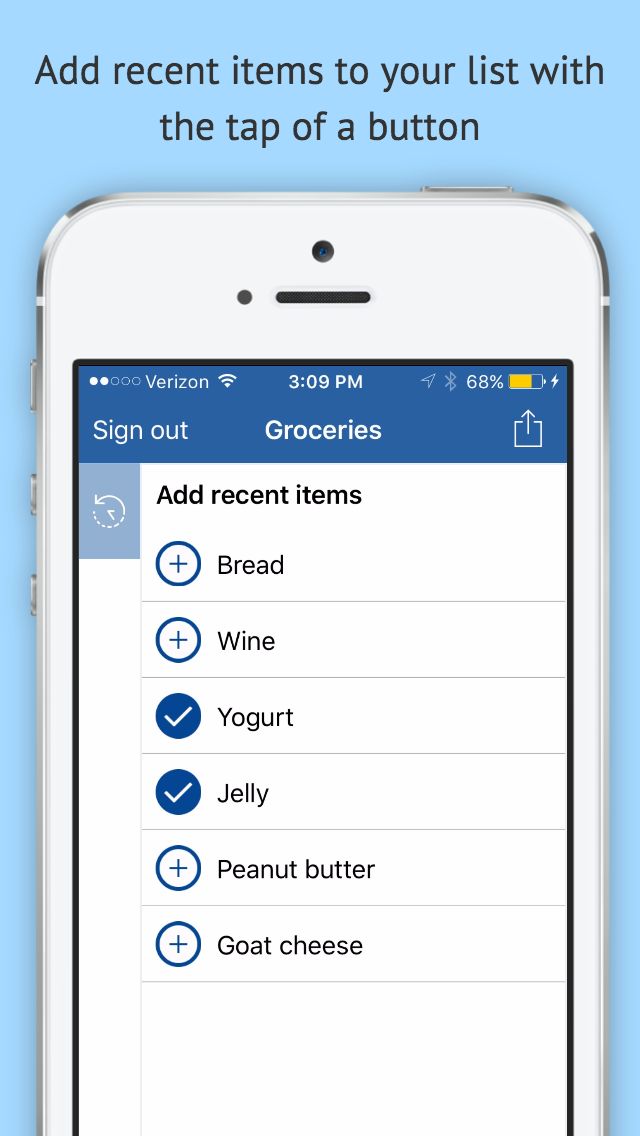 Add recent items to your list with
the tap of a button
Verizon 3:09 PM 68%
Sign out Groceries
Add recent items
Bread
Wine
Yogurt
Jelly
Peanut butter
Goat cheese